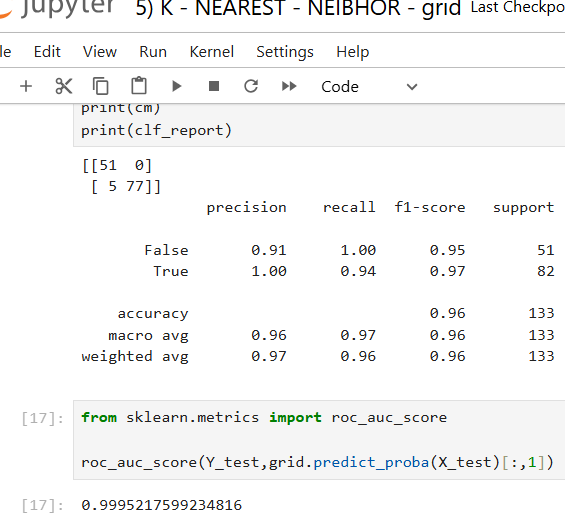 jupyter 5) K - NEAREST - NEIBHOR - grid Last Checkpo
le Edit View Run Kernel Settings Help
Code
print(cm)
print(clf_report)
[[51  0]
 [ 5 77]]
precision recall f1-score support
False 0.91 1.00 0.95 51
True 1.00 0.94 0.97 82
accuracy 0.96 133
macro avg 0.96 0.97 0.96 133
weighted avg 0.97 0.96 0.96 133
[17]: from sklearn.metrics import roc_auc_score
roc_auc_score(Y_test,grid.predict_proba(X_test)[:,1])
[17]: 0.9995217599234816